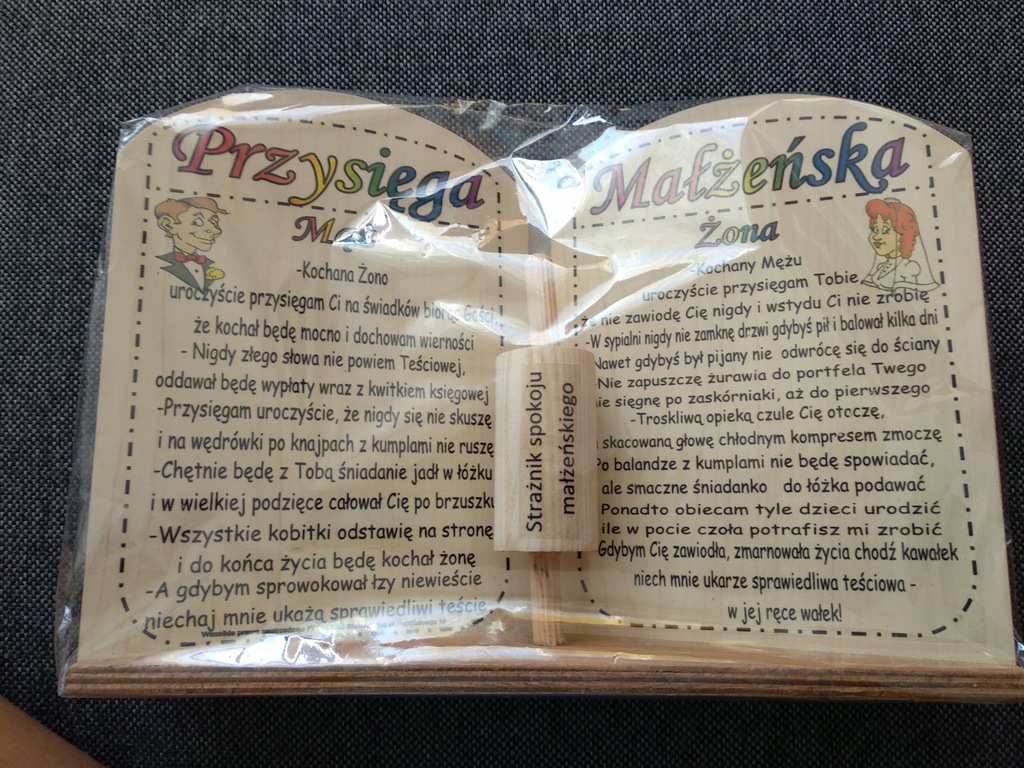 Przysięga
Małżeńska
Mąż
-Kochana Żono
uroczyście przysięgam Ci na świadków biorąc Gości,
że kochał będę mocno i dochowam wierności
- Nigdy złego słowa nie powiem Teściowej,
oddawał będę wypłaty wraz z kwitkiem księgowej
-Przysięgam uroczyście, że nigdy się nie skuszę
i na wędrówki po knajpach z kumplami nie ruszę
-Chętnie będę z Tobą śniadanie jadł w łóżku
i w wielkiej podzięce całował Cię po brzuszku
-Wszystkie kobitki odstawię na stronę
i do końca życia będę kochał żonę
-A gdybym sprowokował łzy niewieście
niechaj mnie ukażą sprawiedliwi teście
Strażnik spokoju
małżeńskiego
Żona
-Kochany Mężu
uroczyście przysięgam Tobie,
że nie zawiodę Cię nigdy i wstydu Ci nie zrobię
-W sypialni nigdy nie zamknę drzwi gdybyś pił i balował kilka dni
Nawet gdybyś był pijany nie odwrócę się do ściany
Nie zapuszczę żurawia do portfela Twego
nie sięgnę po zaskórniaki, aż do pierwszego
-Troskliwą opieką czule Cię otoczę,
skacowaną głowę chłodnym kompresem zmoczę
Po balandze z kumplami nie będę spowiadać,
ale smaczne śniadanko do łóżka podawać
Ponadto obiecam tyle dzieci urodzić
ile w pocie czoła potrafisz mi zrobić
-Gdybym Cię zawiodła, zmarnowała życia chodź kawałek
niech mnie ukarze sprawiedliwa teściowa -
w jej ręce wałek!